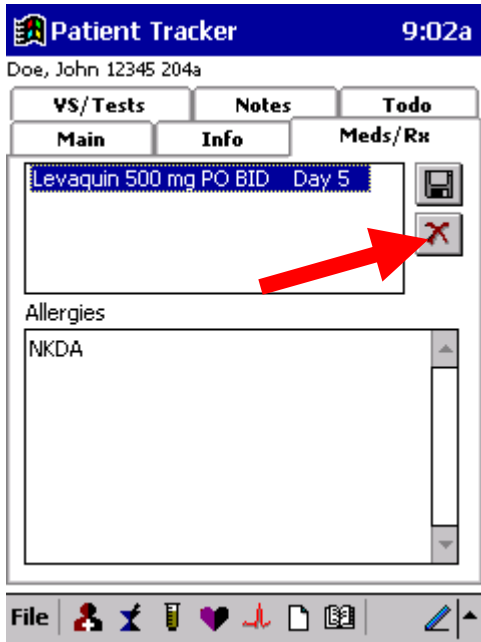 Patient Tracker 9:02a
Doe, John 12345 204a
VS/Tests Notes Todo
Main Info Meds/Rx
Levaquin 500 mg PO BID Day 5
Allergies
NKDA
File